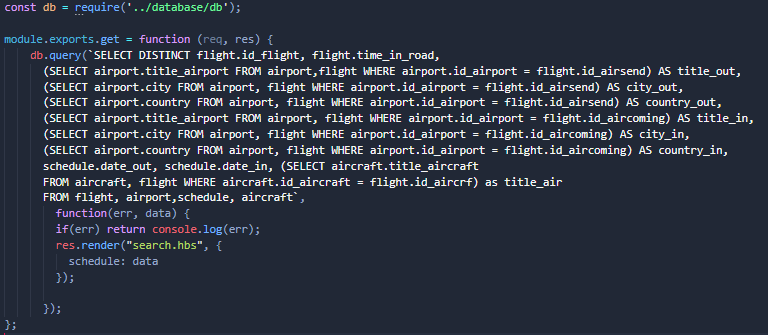 const db = require('../database/db');
module.exports.get = function (req, res) {
db.query(`SELECT DISTINCT flight.id_flight, flight.time_in_road,
(SELECT airport.title_airport FROM airport,flight WHERE airport.id_airport = flight.id_airsend) AS title_out,
(SELECT airport.city FROM airport, flight WHERE airport.id_airport = flight.id_airsend) AS city_out,
(SELECT airport.country FROM airport, flight WHERE airport.id_airport = flight.id_airsend) AS country_out,
(SELECT airport.title_airport FROM airport, flight WHERE airport.id_airport = flight.id_aircoming) AS title_in,
(SELECT airport.city FROM airport, flight WHERE airport.id_airport = flight.id_aircoming) AS city_in,
(SELECT airport.country FROM airport, flight WHERE airport.id_airport = flight.id_aircoming) AS country_in,
schedule.date_out, schedule.date_in, (SELECT aircraft.title_aircraft
FROM aircraft, flight WHERE aircraft.id_aircraft = flight.id_aircrf) as title_air
FROM flight, airport,schedule, aircraft`,
function(err, data) {
if(err) return console.log(err);
res.render("search.hbs", {
schedule: data
});
});
};